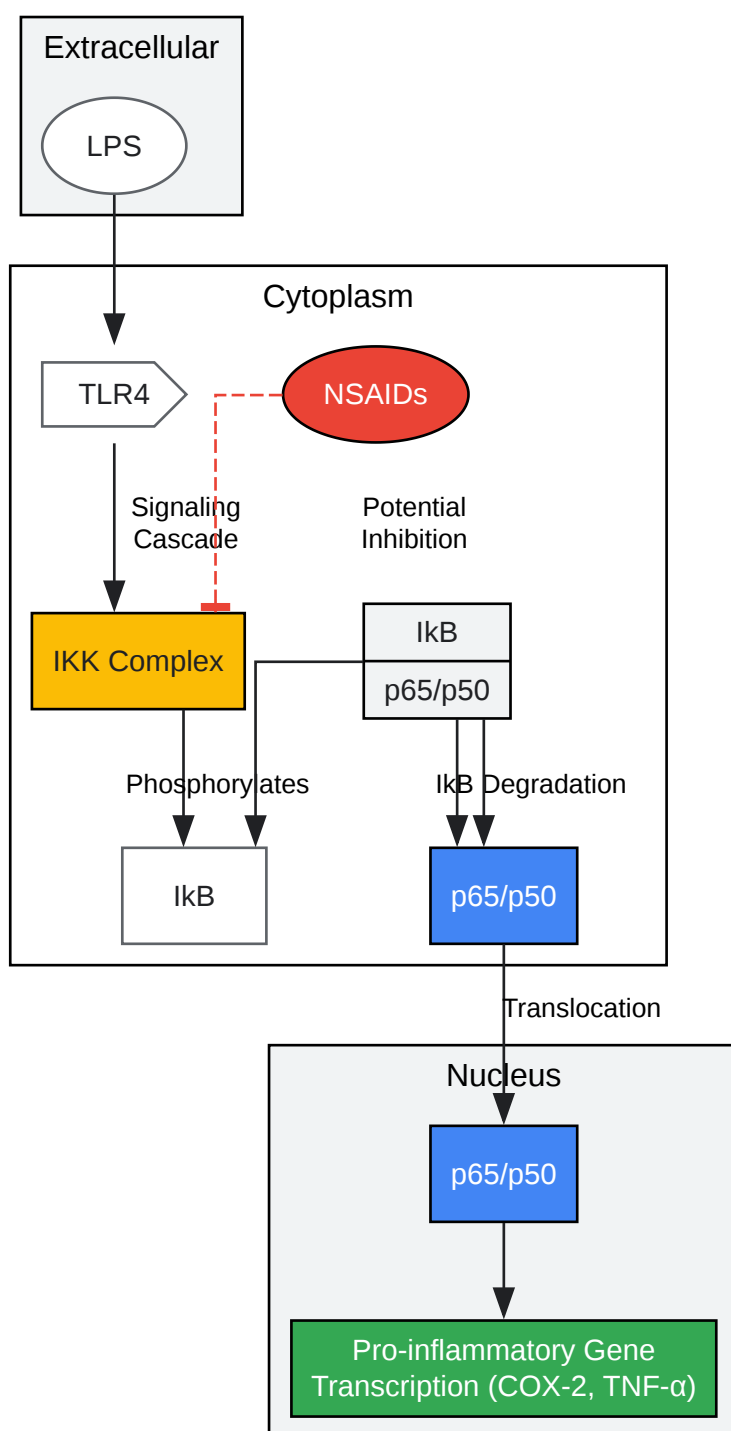 Extracellular
LPS
Cytoplasm
TLR4
NSAIDs
Signaling
Cascade
Potential
Inhibition
IKK Complex
IkB
p65/p50
Phosphorylates
IkB Degradation
IkB
p65/p50
Translocation
Nucleus
p65/p50
Pro-inflammatory Gene
Transcription (COX-2, TNF-α)